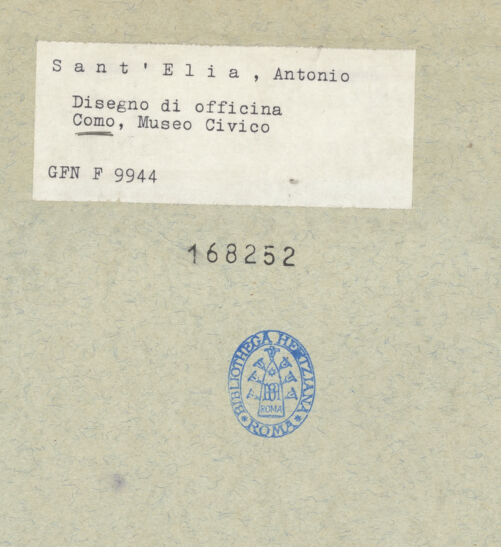 Sant'Elia, Antonio
Disegno di officina
Como, Museo Civico
GFN F 9944
168252
BIBLIOTHECA HERTZIANA
ROMA
ROMA